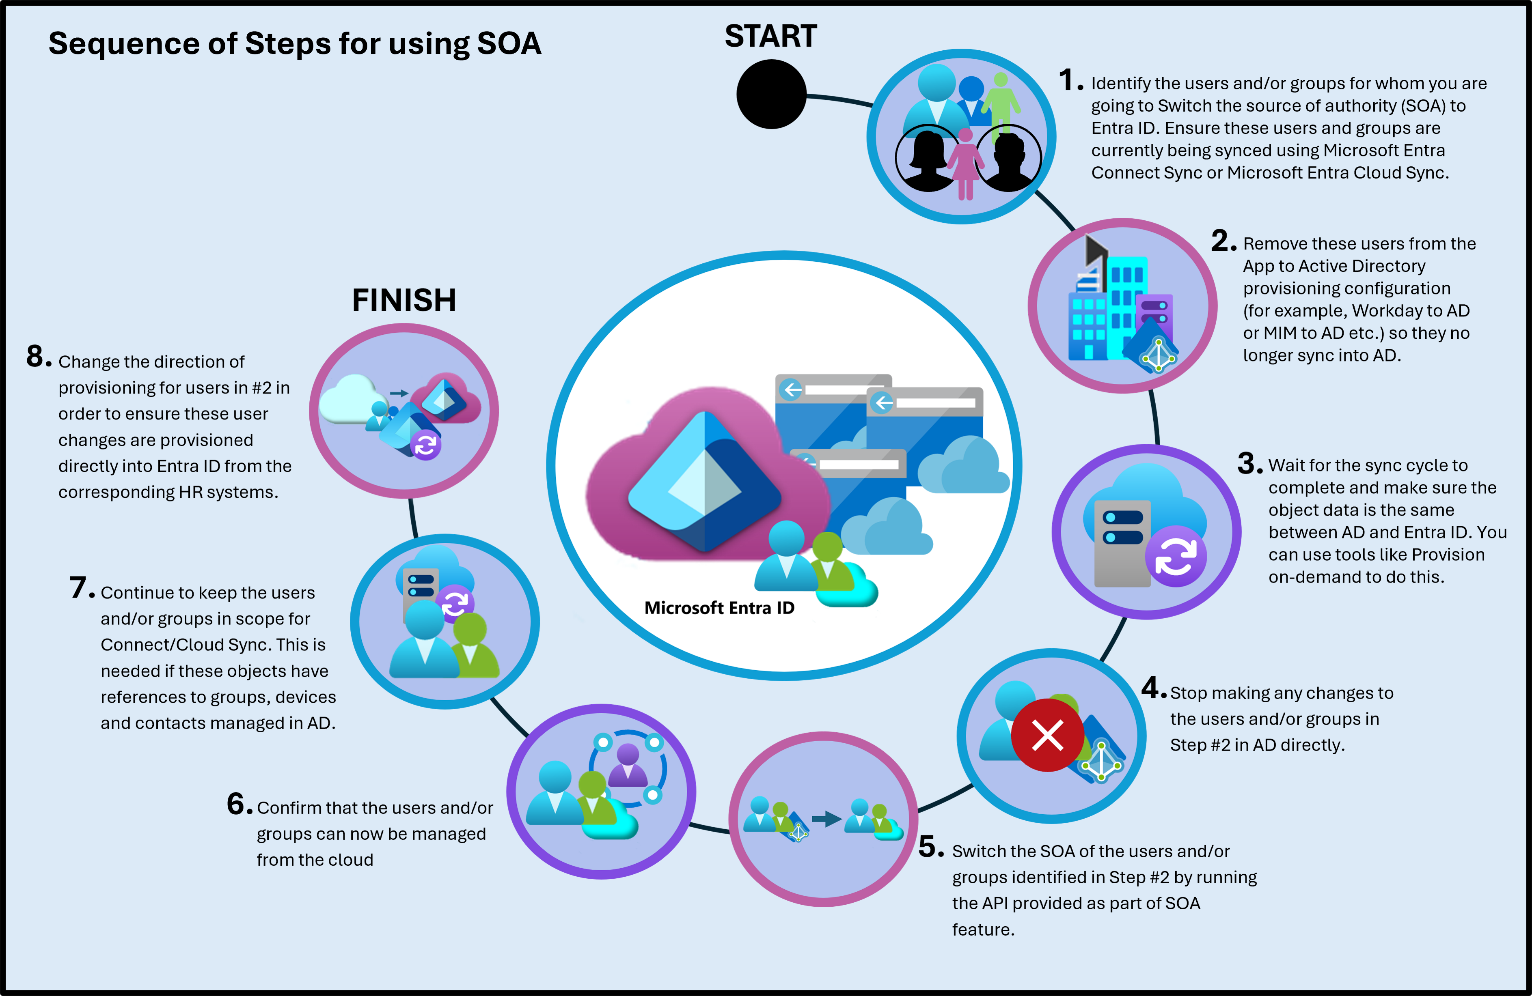 Sequence of Steps for using SOA
START
1. Identify the users and/or groups for whom you are
going to Switch the source of authority (SOA) to
Entra ID. Ensure these users and groups are
currently being synced using Microsoft Entra
Connect Sync or Microsoft Entra Cloud Sync.
2. Remove these users from the
App to Active Directory
provisioning configuration
(for example, Workday to AD
or MIM to AD etc.) so they no
longer sync into AD.
3. Wait for the sync cycle to
complete and make sure the
object data is the same
between AD and Entra ID. You
can use tools like Provision
on-demand to do this.
4. Stop making any changes to
the users and/or groups in
Step #2 in AD directly.
5. Switch the SOA of the users and/or
groups identified in Step #2 by running
the API provided as part of SOA
feature.
6. Confirm that the users and/or
groups can now be managed
from the cloud
7. Continue to keep the users
and/or groups in scope for
Connect/Cloud Sync. This is
needed if these objects have
references to groups, devices
and contacts managed in AD.
FINISH
8. Change the direction of
provisioning for users in #2 in
order to ensure these user
changes are provisioned
directly into Entra ID from the
corresponding HR systems.
Microsoft Entra ID